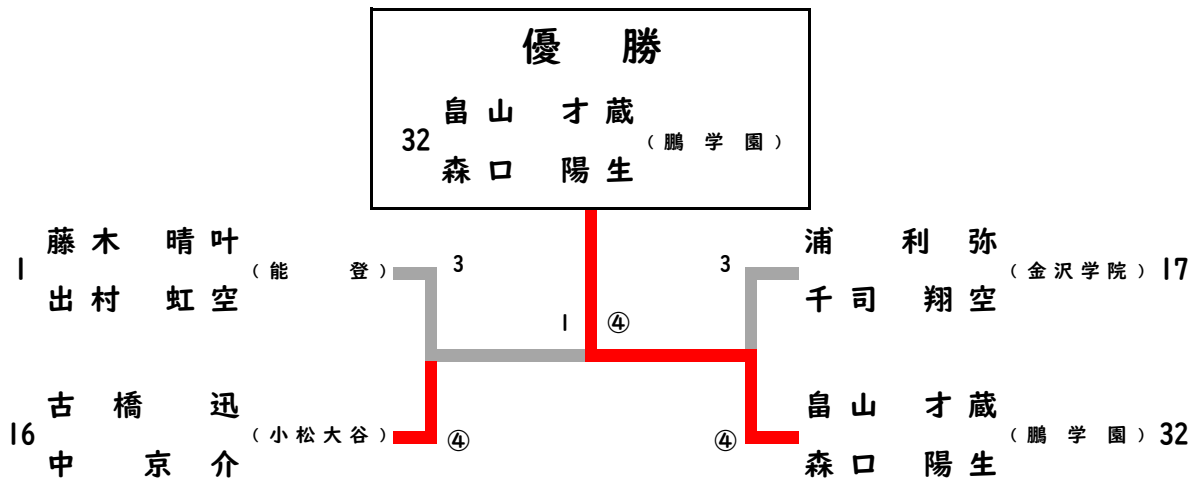 優 勝
32 畠山 才蔵 (鵬学園)
森口 陽生
1 藤木 晴叶 (能登) 3
出村 虹空
3 浦 利弥 (金沢学院) 17
千司 翔空
1 ④
16 古橋 迅 (小松大谷) ④
中 京介
④ 畠山 才蔵 (鵬学園) 32
森口 陽生